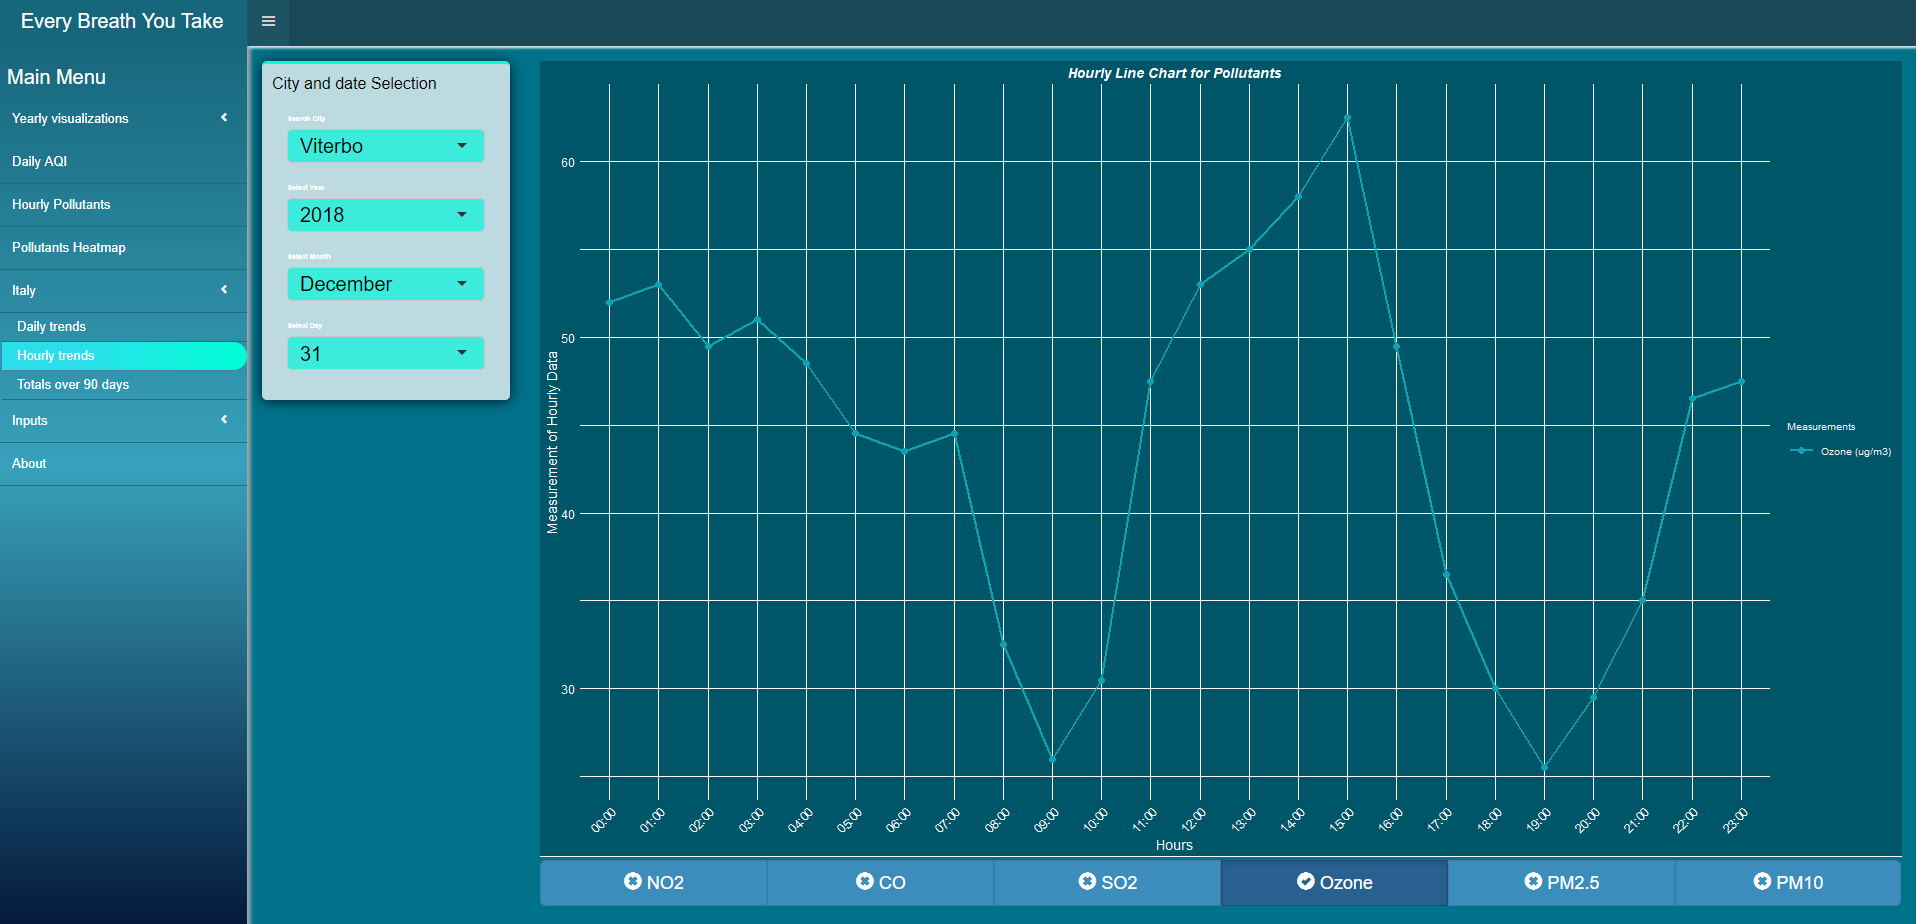 Every Breath You Take
Main Menu
Yearly visualizations
Daily AQI
Hourly Pollutants
Pollutants Heatmap
Italy
Daily trends
Hourly trends
Totals over 90 days
Inputs
About
City and date Selection
Search City
Viterbo
Select Year
2018
Select Month
December
Select Day
31
Hourly Line Chart for Pollutants
Measurement of Hourly Data
60
50
40
30
00:00 01:00 02:00 03:00 04:00 05:00 06:00 07:00 08:00 09:00 10:00 11:00 12:00 13:00 14:00 15:00 16:00 17:00 18:00 19:00 20:00 21:00 22:00 23:00
Hours
Measurements
Ozone (ug/m3)
NO2 CO SO2 Ozone PM2.5 PM10